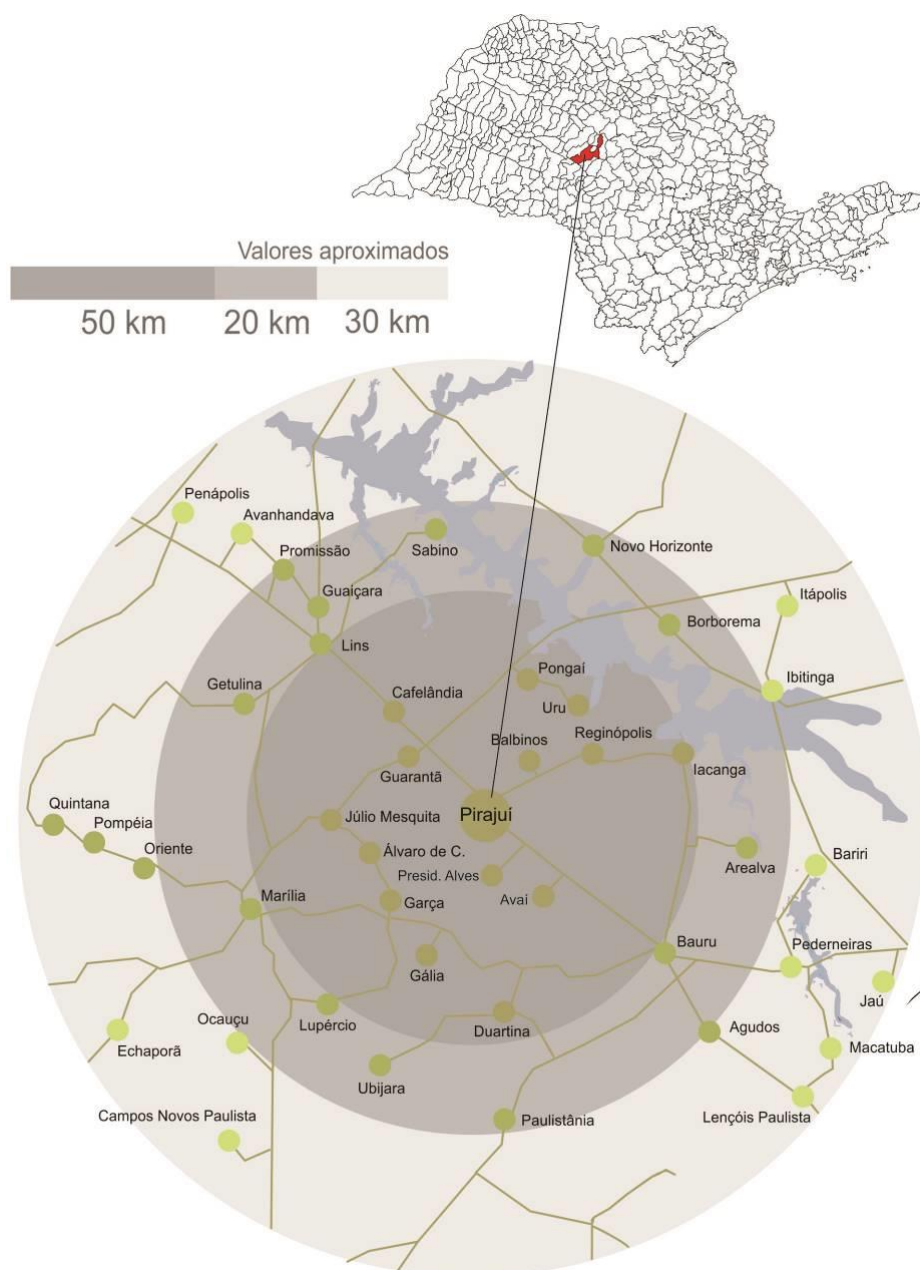 Valores aproximados
50 km
20 km
30 km
Penápolis
Avanhandava
Promissão
Sabino
Novo Horizonte
Guaiçara
Itápolis
Borborema
Lins
Pongaí
Ibitinga
Getulina
Cafelândia
Uru
Balbinos
Reginópolis
Iacanga
Guarantã
Quintana
Pirajuí
Júlio Mesquita
Pompéia
Oriente
Álvaro de C.
Arealva
Bariri
Presid. Alves
Marília
Garça
Avaí
Bauru
Pederneiras
Gália
Jaú
Ocauçu
Lupércio
Duartina
Agudos
Echaporã
Macatuba
Ubijara
Campos Novos Paulista
Paulistânia
Lençóis Paulista